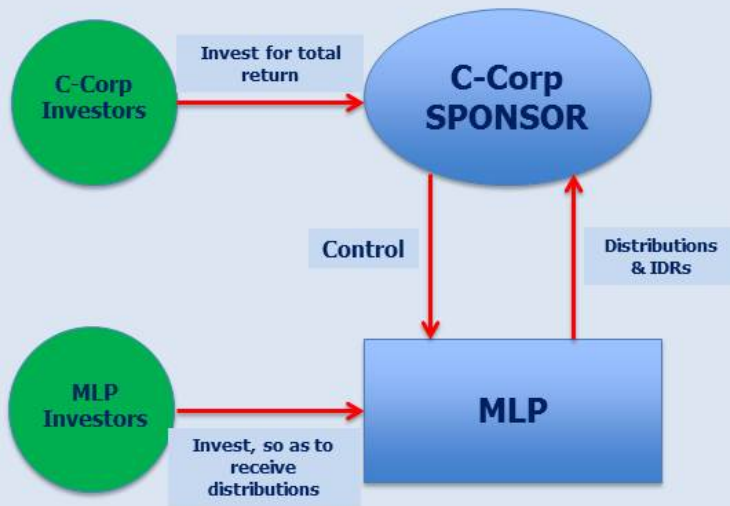 C-Corp
Investors
Invest for total
return
C-Corp
SPONSOR
Control
Distributions
& IDRs
MLP
Investors
Invest, so as to
receive
distributions
MLP